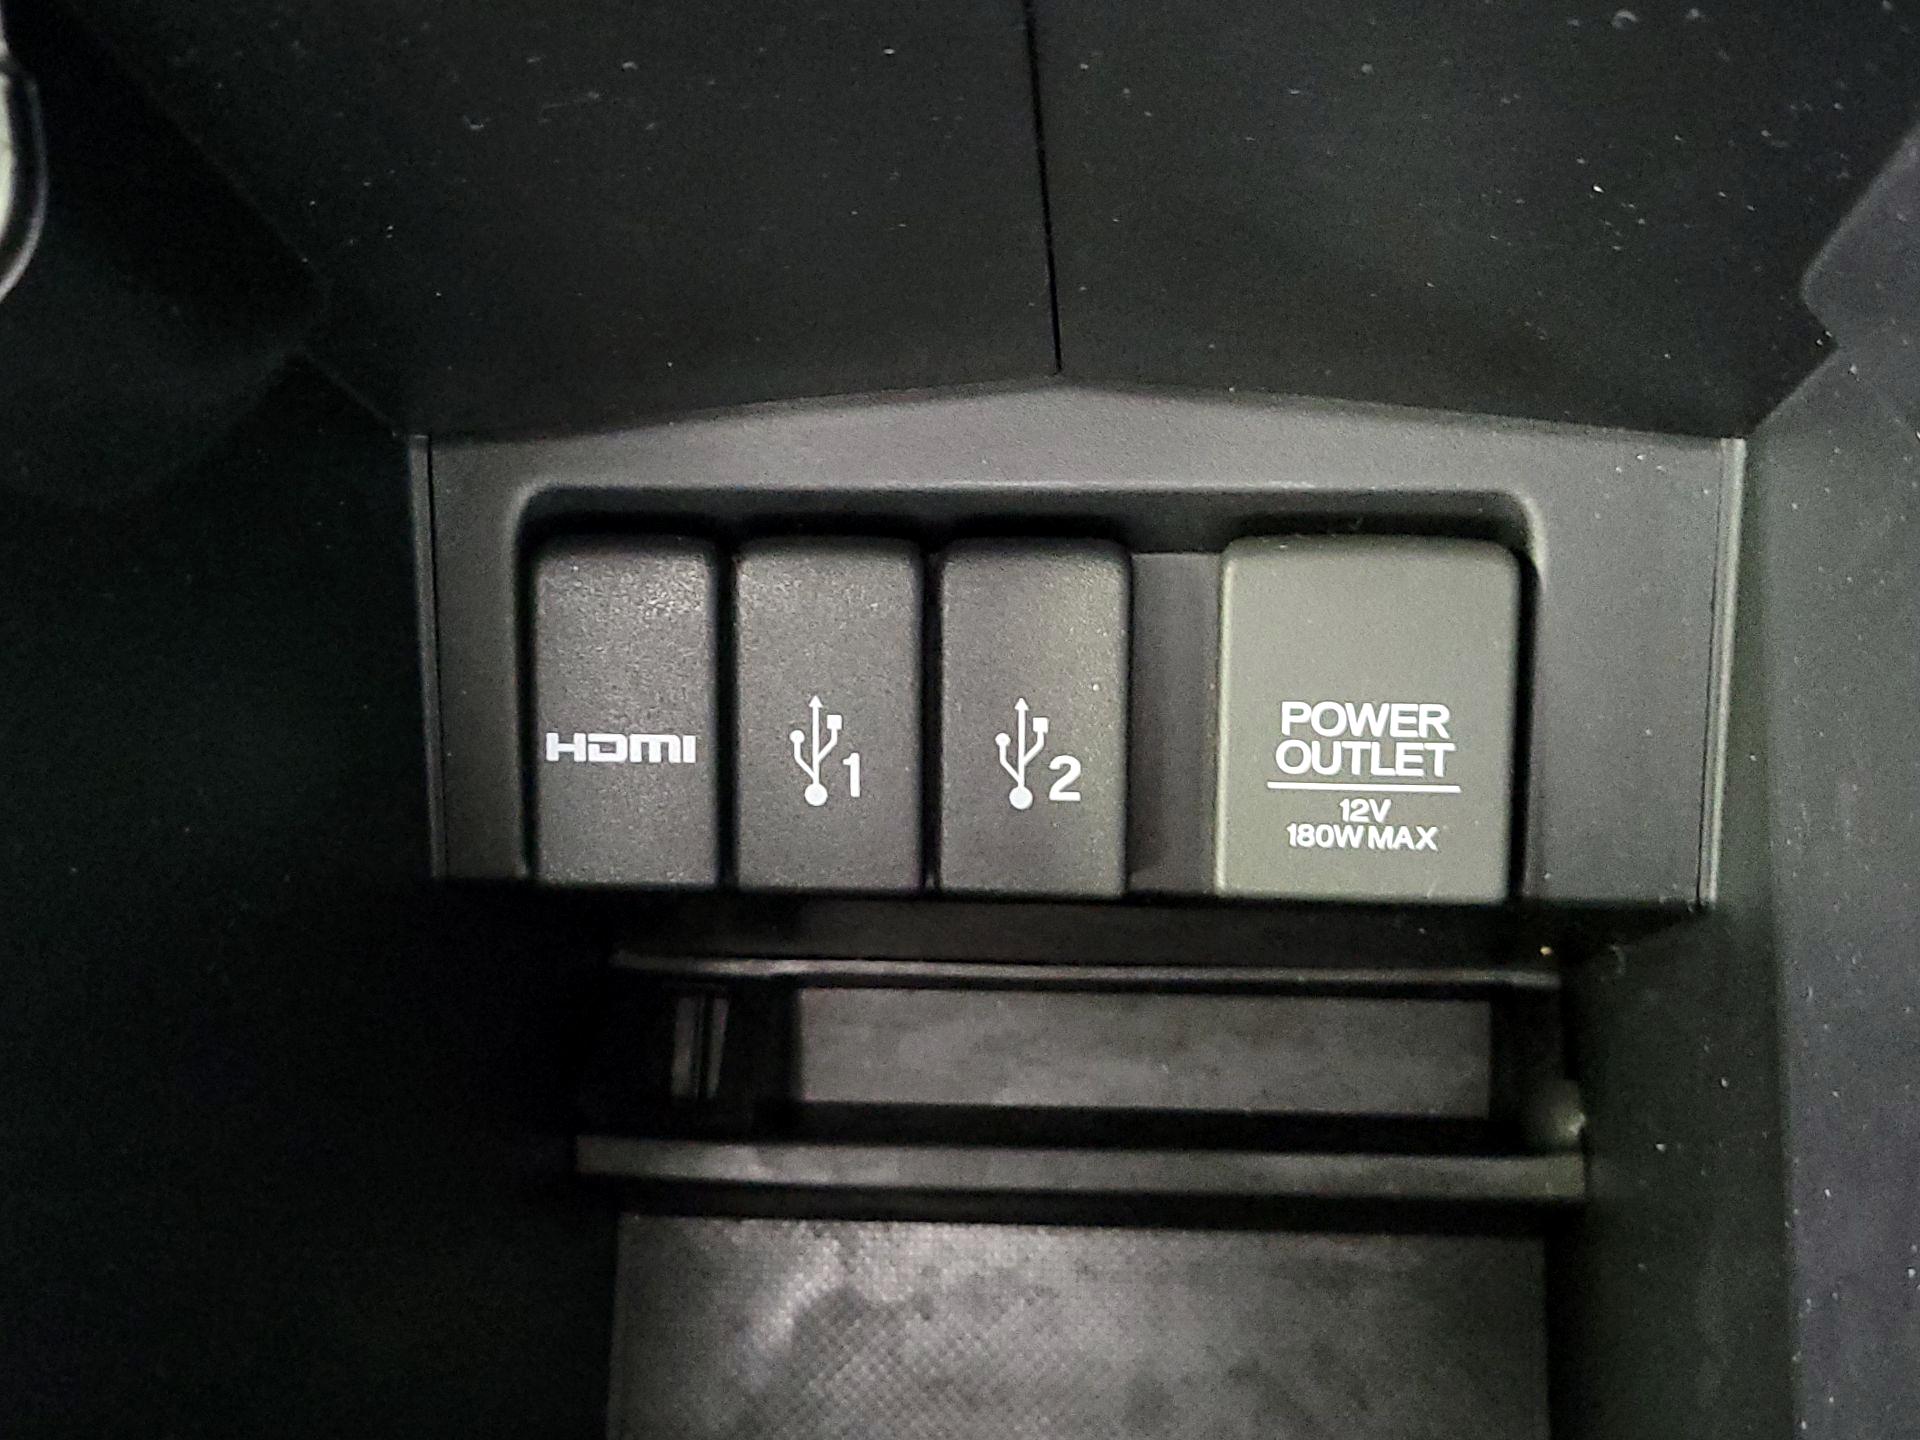 HDMI
1
2
POWER
OUTLET
12V
180W MAX